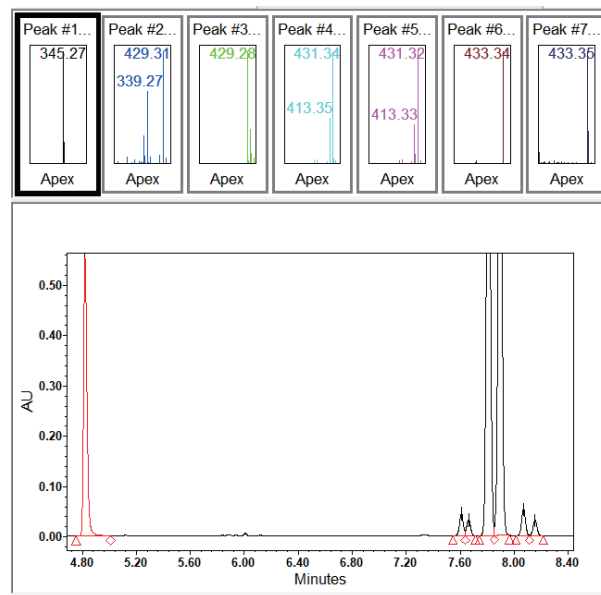 Peak #1... Peak #2... Peak #3... Peak #4... Peak #5... Peak #6... Peak #7...
345.27 429.31 429.28 431.34 431.32 433.34 433.35
339.27 413.35 413.33
Apex Apex Apex Apex Apex Apex Apex
0.50
0.40
0.30
0.20
0.10
0.00
AU
4.80 5.20 5.60 6.00 6.40 6.80 7.20 7.60 8.00 8.40
Minutes